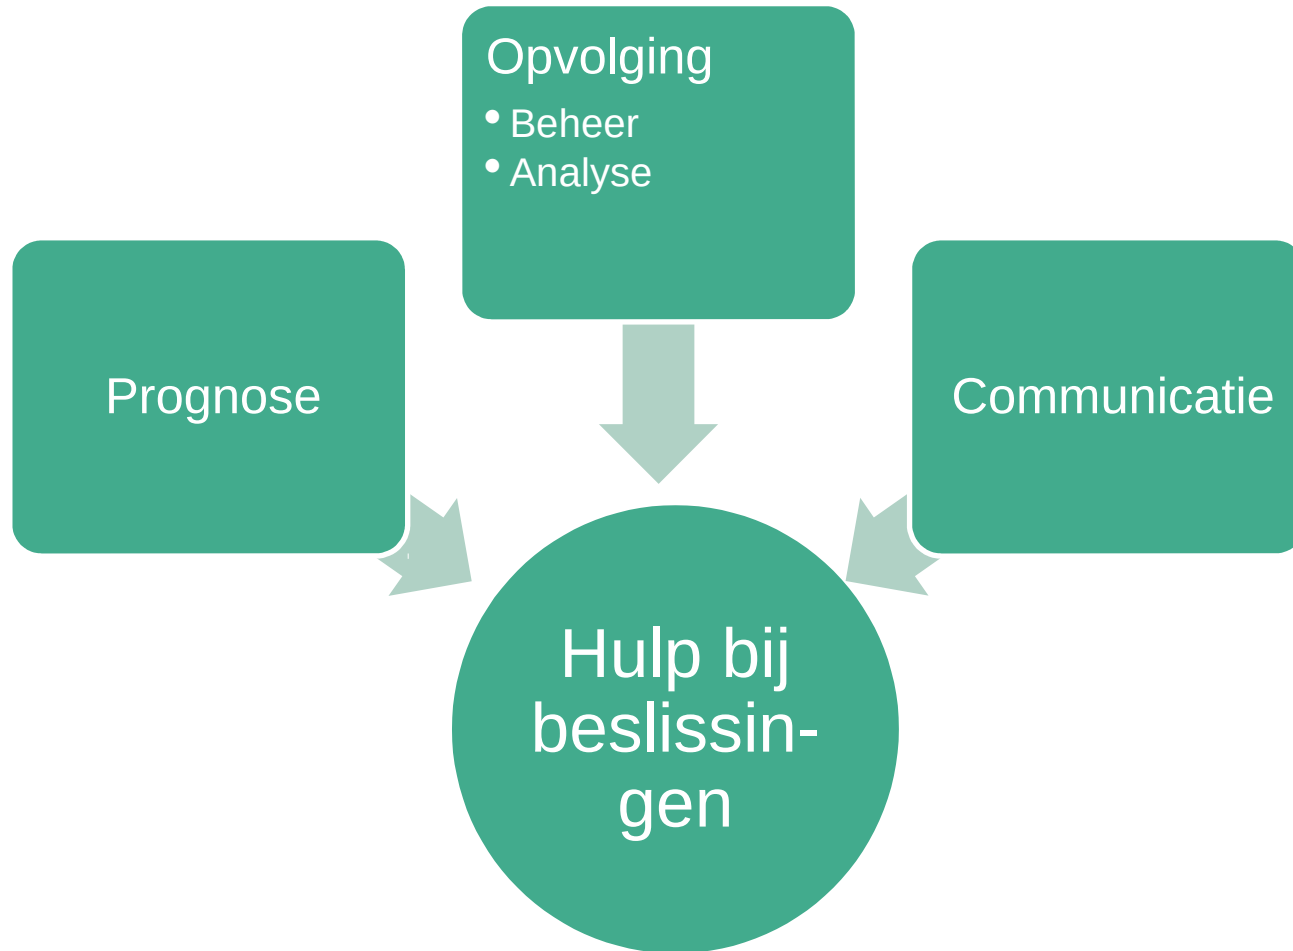 Opvolging
• Beheer
• Analyse
Prognose
Communicatie
Hulp bij
beslissin-
gen